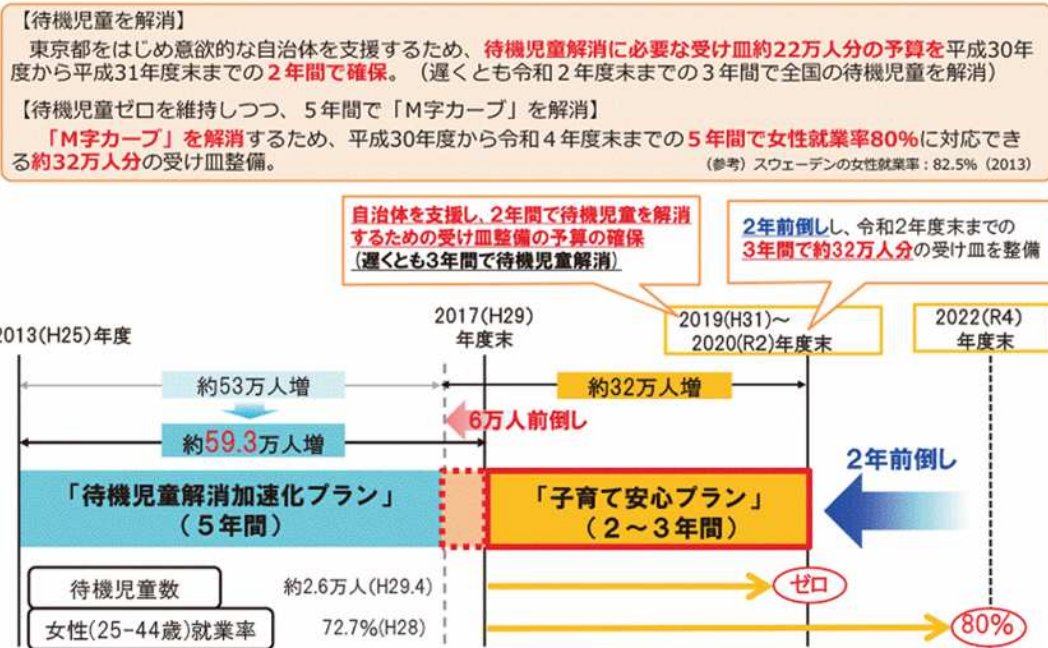 【待機児童を解消】
東京都をはじめ意欲的な自治体を支援するため、待機児童解消に必要な受け皿約22万人分の予算を平成30年
度から平成31年度末までの2年間で確保。（遅くとも令和2年度末までの3年間で全国の待機児童を解消）
【待機児童ゼロを維持しつつ、5年間で「M字カーブ」を解消】
「M字カーブ」を解消するため、平成30年度から令和4年度末までの5年間で女性就業率80%に対応でき
る約32万人分の受け皿整備。
（参考）スウェーデンの女性就業率：82.5%（2013）
自治体を支援し、2年間で待機児童を解消
するための受け皿整備の予算の確保
（遅くとも3年間で待機児童解消）
2年前倒しし、令和2年度末までの
3年間で約32万人分の受け皿を整備
2013(H25)年度
2017(H29)
年度末
2019(H31)～
2020(R2)年度末
2022(R4)
年度末
約53万人増
約32万人増
6万人前倒し
約59.3万人増
2年前倒し
「待機児童解消加速化プラン」
（5年間）
「子育て安心プラン」
（2～3年間）
待機児童数
約2.6万人(H29.4)
ゼロ
女性(25-44歳)就業率
72.7%(H28)
80%